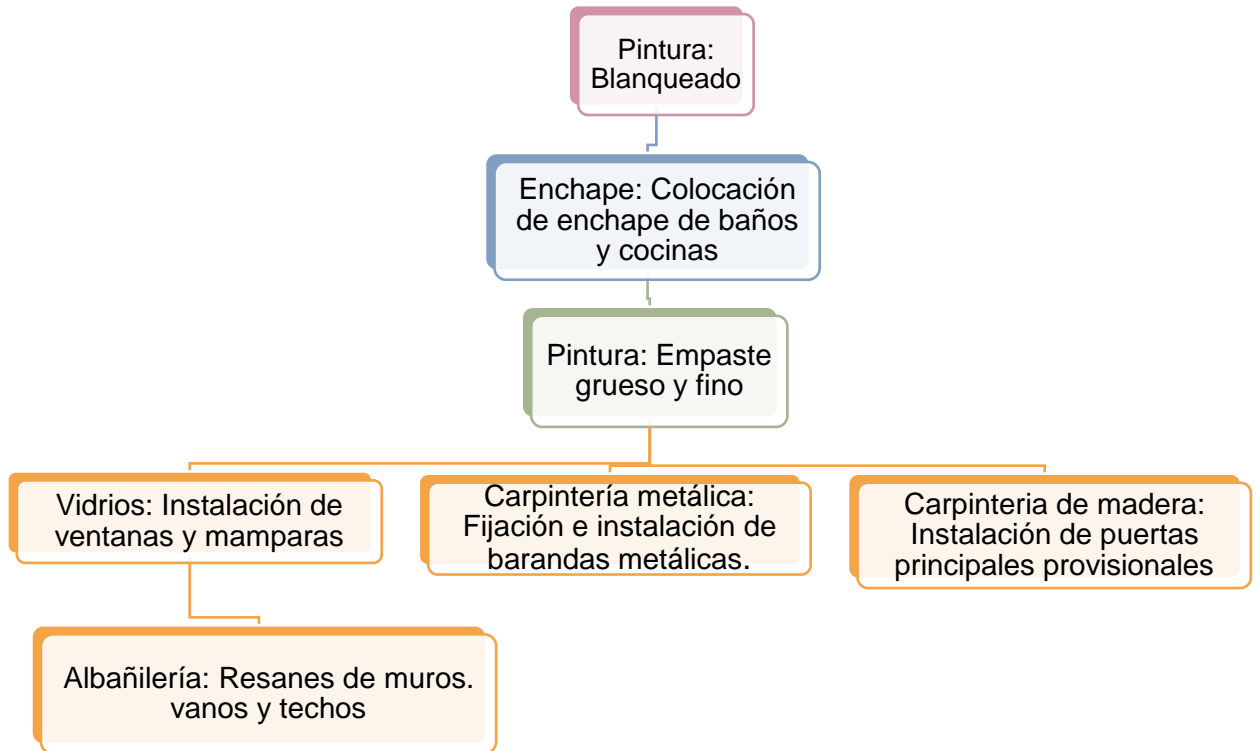 Pintura:
Blanqueado
Enchape: Colocación
de enchape de baños
y cocinas
Pintura: Empaste
grueso y fino
Vidrios: Instalación de
ventanas y mamparas
Carpintería metálica:
Fijación e instalación de
barandas metálicas.
Carpinteria de madera:
Instalación de puertas
principales provisionales
Albañilería: Resanes de muros.
vanos y techos